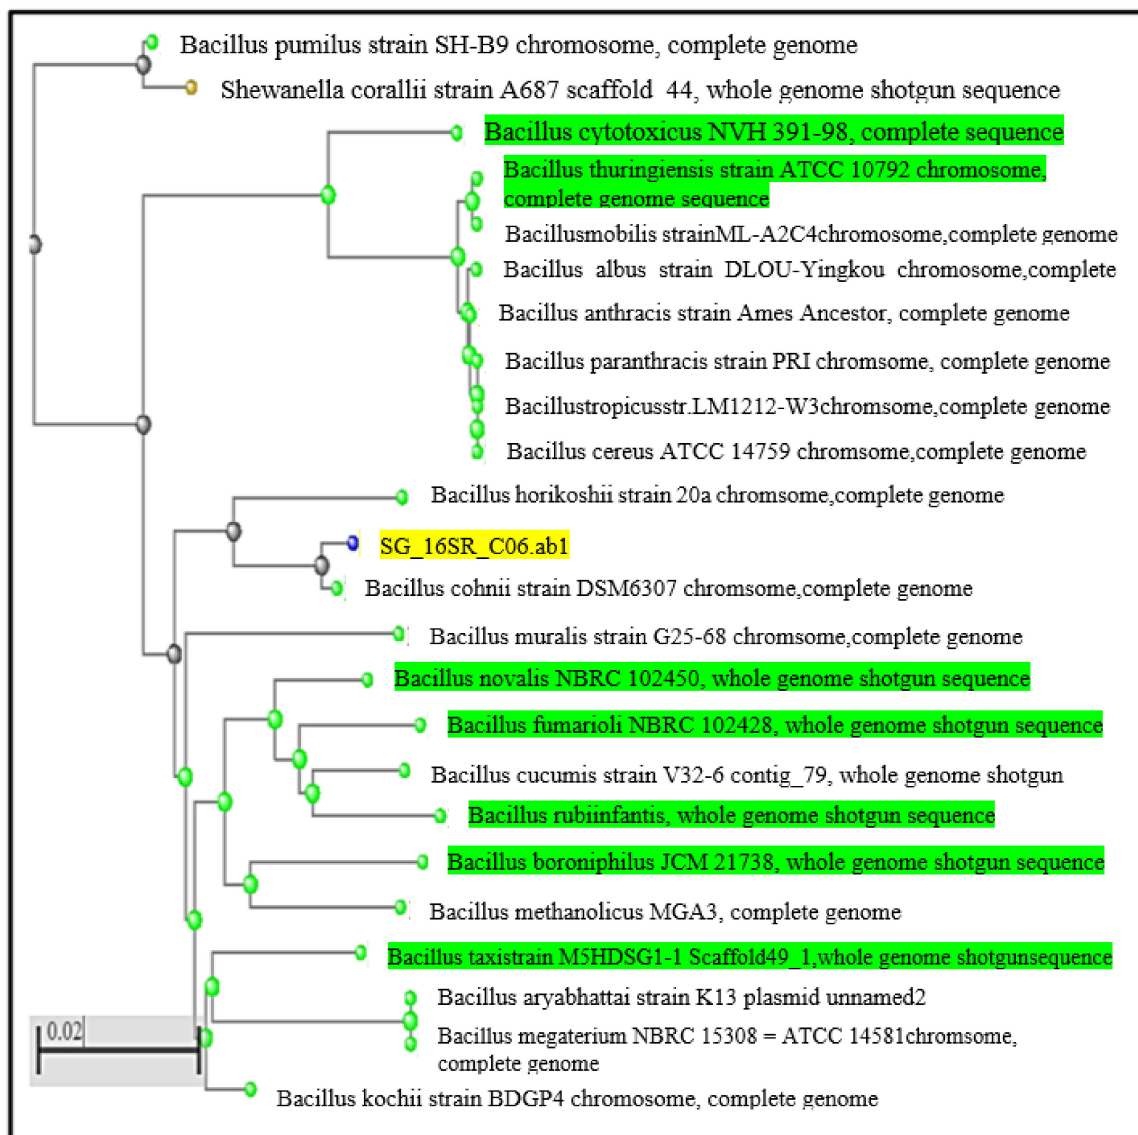 Bacillus pumilus strain SH-B9 chromosome, complete genome
Shewanella corallii strain A687 scaffold 44, whole genome shotgun sequence
Bacillus cytotoxicus NVH 391-98, complete sequence
Bacillus thuringiensis strain ATCC 10792 chromosome,
complete genome sequence
Bacillusmobilis strainML-A2C4chromosome,complete genome
Bacillus albus strain DLOU-Yingkou chromosome,complete
Bacillus anthracis strain Ames Ancestor, complete genome
Bacillus paranthracis strain PRI chromsome, complete genome
Bacillustropicusstr.LM1212-W3chromsome,complete genome
Bacillus cereus ATCC 14759 chromsome,complete genome
Bacillus horikoshii strain 20a chromsome,complete genome
SG_16SR_C06.ab1
Bacillus cohnii strain DSM6307 chromsome,complete genome
Bacillus muralis strain G25-68 chromsome,complete genome
Bacillus novalis NBRC 102450, whole genome shotgun sequence
Bacillus fumarioli NBRC 102428, whole genome shotgun sequence
Bacillus cucumis strain V32-6 contig_79, whole genome shotgun
Bacillus rubiinfantis, whole genome shotgun sequence
Bacillus boroniphilus JCM 21738, whole genome shotgun sequence
Bacillus methanolicus MGA3, complete genome
Bacillus taxistrain M5HDSG1-1 Scaffold49_1,whole genome shotgunsequence
Bacillus aryabhattai strain K13 plasmid unnamed2
Bacillus megaterium NBRC 15308 = ATCC 14581chromsome,
complete genome
0.02
Bacillus kochii strain BDGP4 chromosome, complete genome